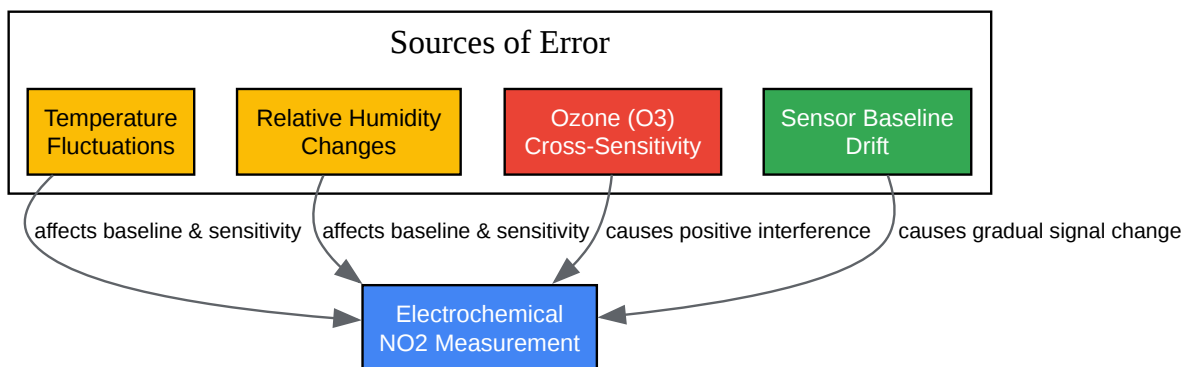 Sources of Error
Temperature
Fluctuations
Relative Humidity
Changes
Ozone (O3)
Cross-Sensitivity
Sensor Baseline
Drift
affects baseline & sensitivity
affects baseline & sensitivity
causes positive interference
causes gradual signal change
Electrochemical
NO2 Measurement